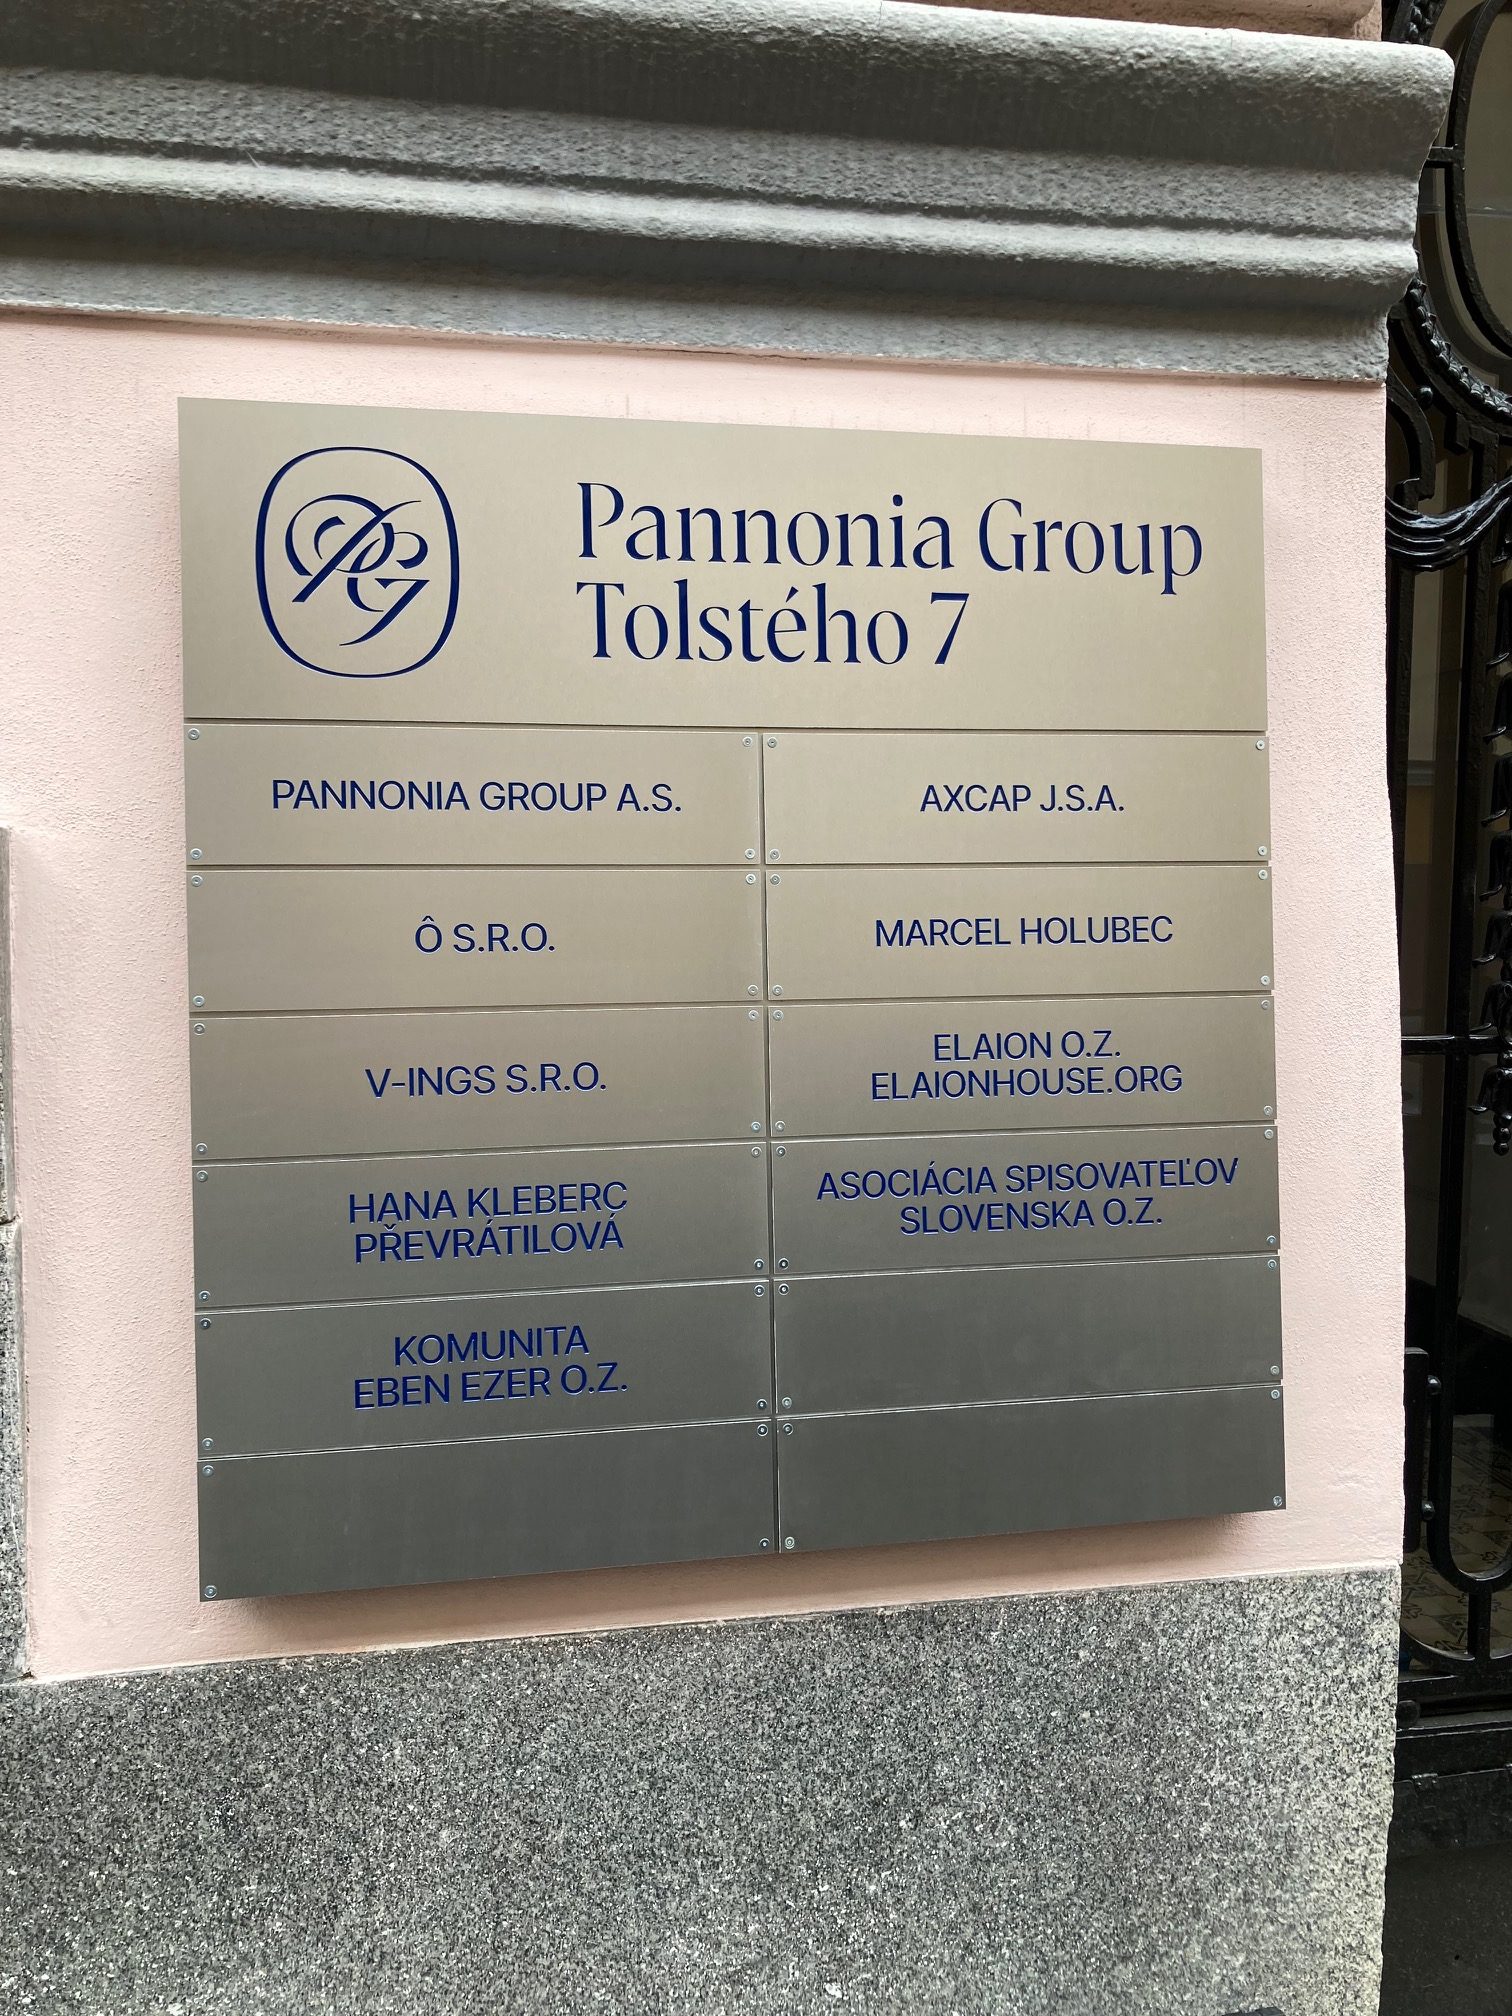 Pannonia Group
Tolstého 7
PANNONIA GROUP A.S.
AXCAP J.S.A.
Ô S.R.O.
MARCEL HOLUBEC
V-INGS S.R.O.
ELAION O.Z.
ELAIONHOUSE.ORG
HANA KLEBERC
PŘEVRÁTILOVÁ
ASOCIÁCIA SPISOVATEĽOV
SLOVENSKA O.Z.
KOMUNITA
EBEN EZER O.Z.